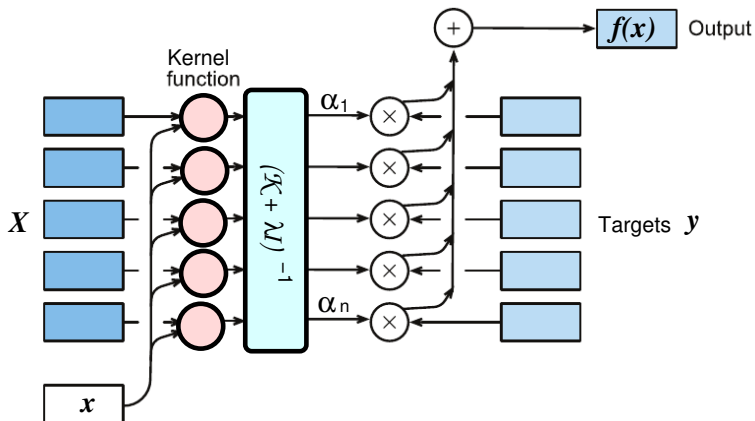 f(x) Output
Kernel
function
α1
X
(K + λI)⁻¹
Targets y
αn
x